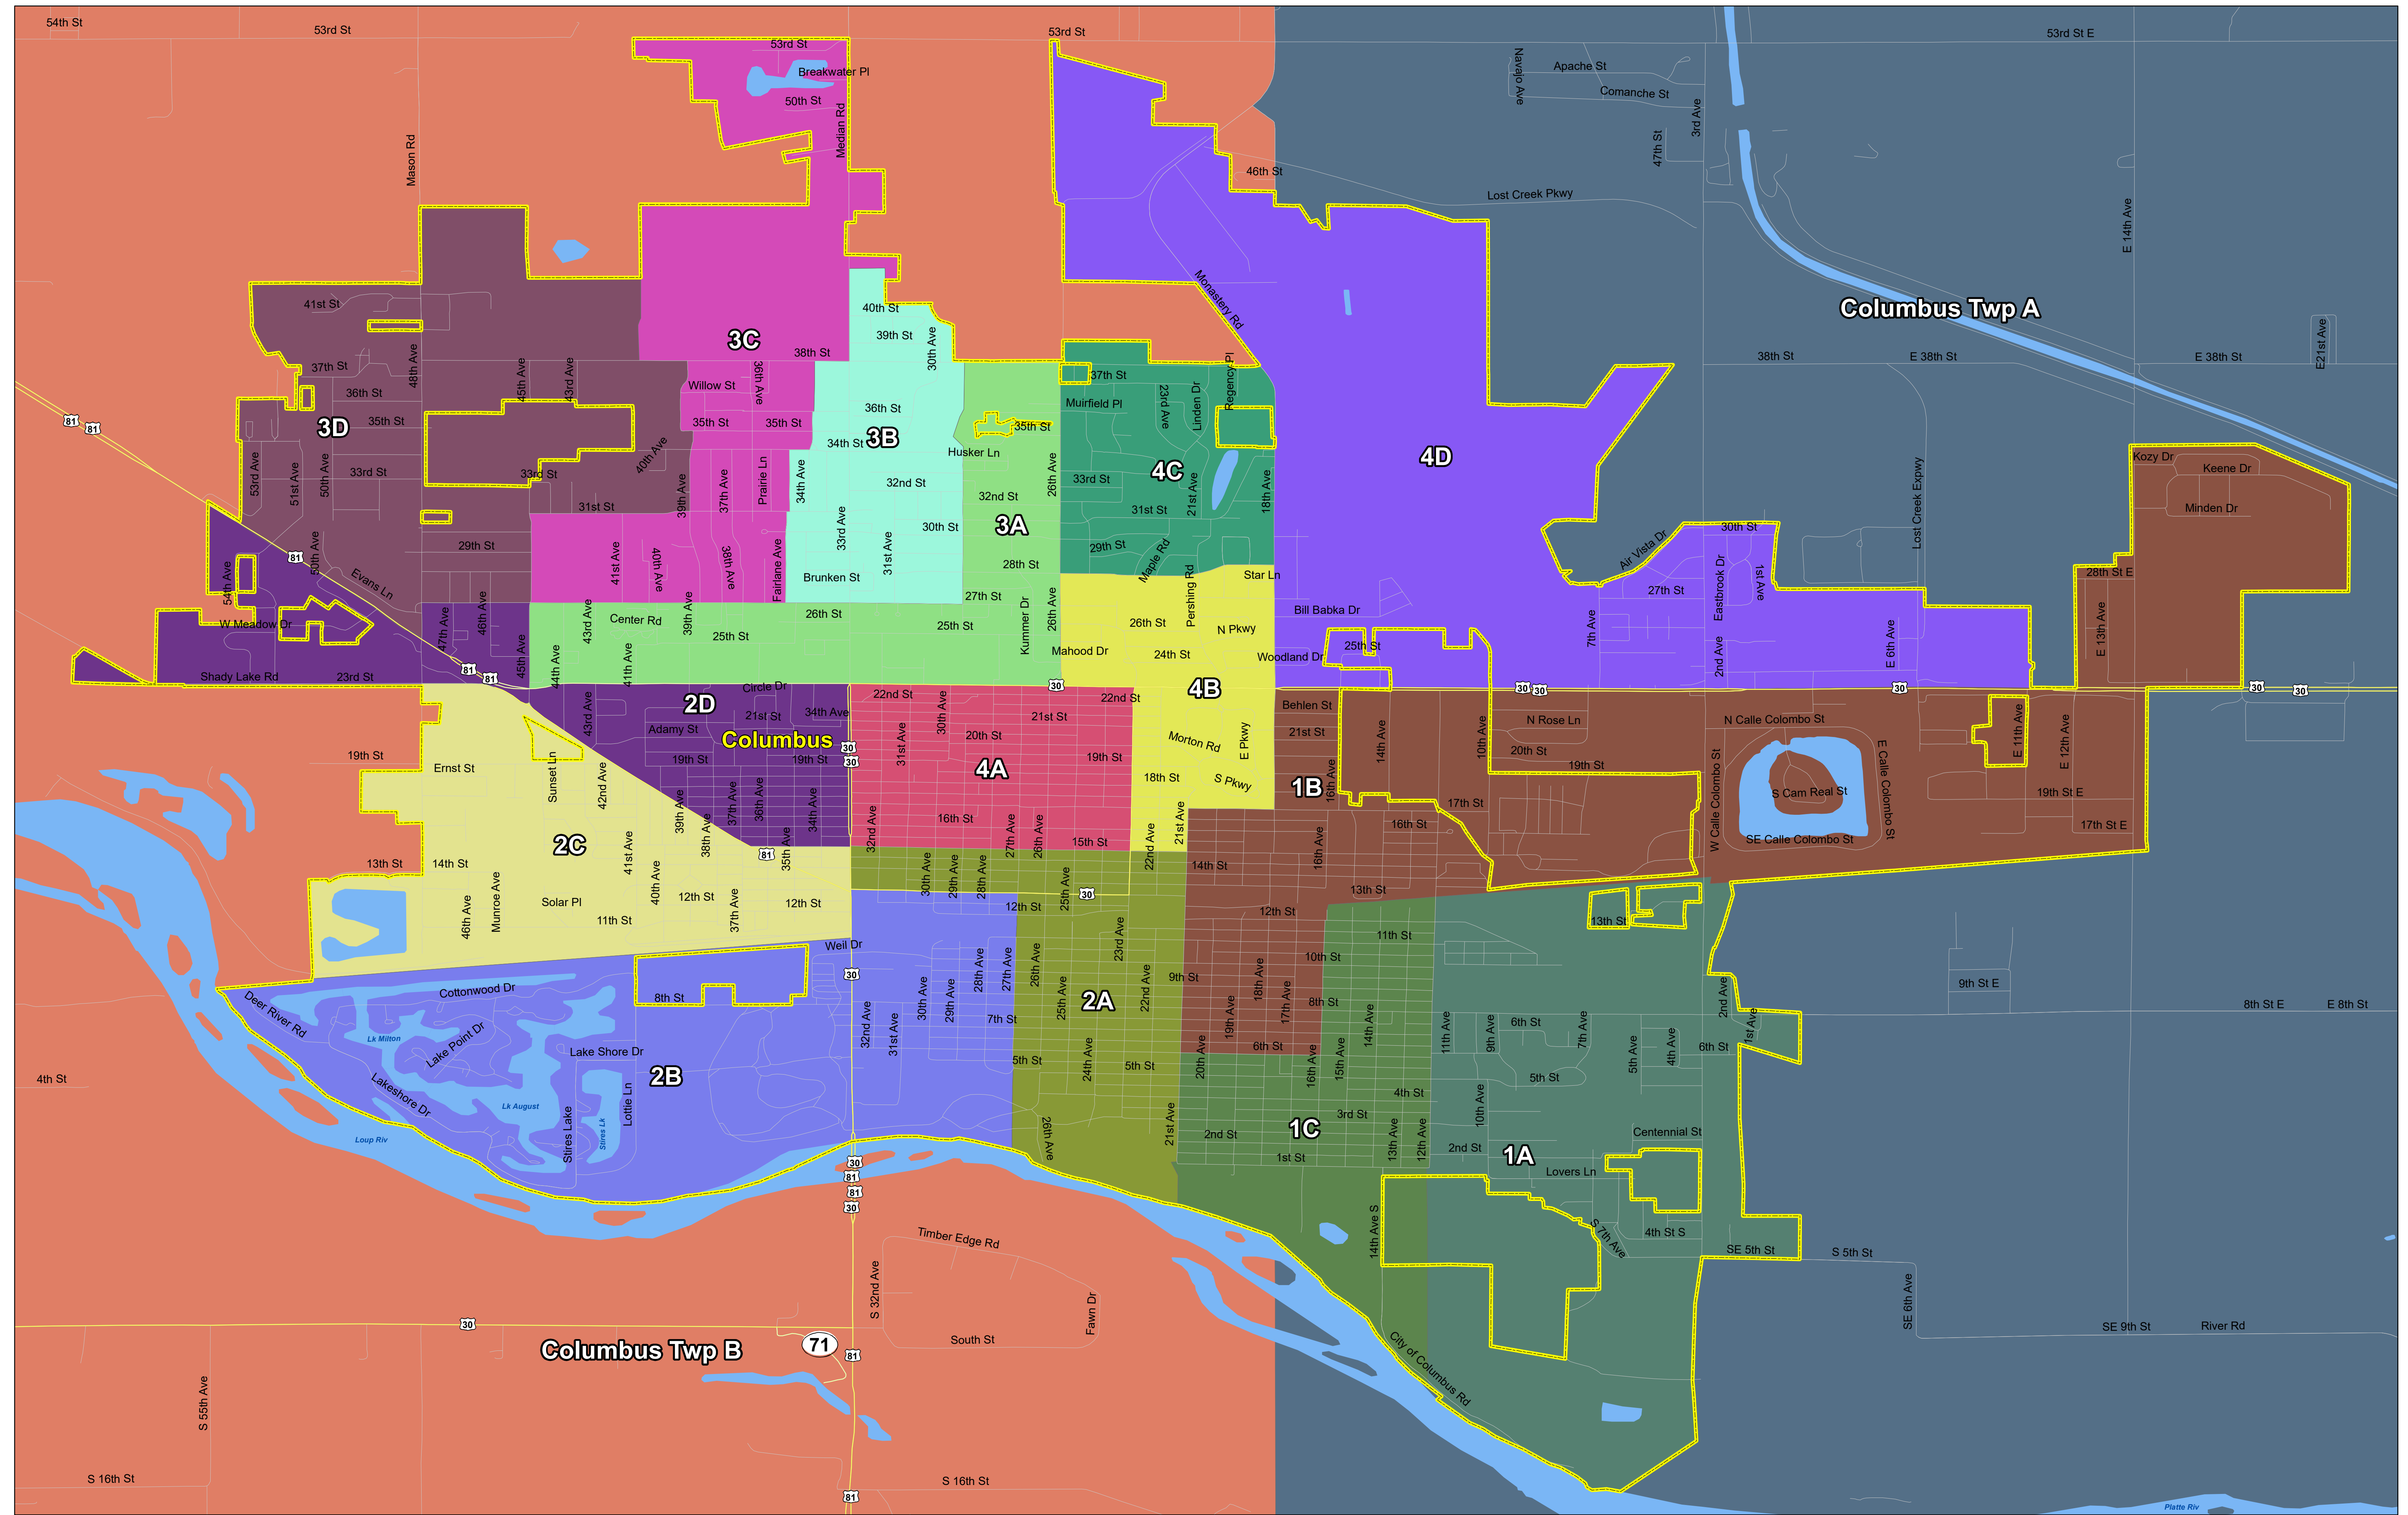 54th St
53rd St
53rd St
53rd St
53rd St E
Breakwater Pl
50th St
Median Rd
Mason Rd
Navajo Ave
Apache St
Comanche St
3rd Ave
47th St
46th St
Lost Creek Pkwy
E 14th Ave
Monastery Rd
Columbus Twp A
41st St
40th St
39th St
30th Ave
3C
38th St
38th St
E 38th St
E 38th St
E21st Ave
37th St
48th Ave
45th Ave
43rd Ave
36th St
Willow St
36th Ave
37th St
Regency Pl
23rd Ave
Linden Dr
Muirfield Pl
36th St
3D
35th St
35th St
35th St
34th St
3B
35th St
Husker Ln
4D
40th Ave
53rd Ave
51st Ave
50th Ave
33rd St
33rd St
39th Ave
37th Ave
Prairie Ln
34th Ave
32nd St
32nd St
26th Ave
33rd St
4C
21st Ave
18th Ave
Kozy Dr
Keene Dr
Minden Dr
31st St
31st St
33rd Ave
30th St
3A
30th St
Lost Creek Expwy
81
81
81
50th Ave
29th St
41st Ave
40th Ave
38th Ave
Fairlane Ave
31st Ave
29th St
Maple Rd
Air Vista Dr
28th St
Brunken St
Star Ln
Pershing Rd
28th St E
54th Ave
Evans Ln
27th St
27th St
Eastbrook Dr
1st Ave
W Meadow Dr
47th Ave
46th Ave
45th Ave
43rd Ave
Center Rd
39th Ave
26th St
25th St
25th St
Kummer Dr
26th Ave
26th St
N Pkwy
Bill Babka Dr
7th Ave
E 6th Ave
E 13th Ave
44th Ave
41th Ave
Mahood Dr
24th St
Woodland Dr
25th St
2nd Ave
Shady Lake Rd
23rd St
81
81
30
4B
30
30
30
30
30
Circle Dr
2D
43rd Ave
21st St
34th Ave
Adamy St
22nd St
30th Ave
21st St
22nd St
Behlen St
21st St
Columbus
30
30
31st Ave
20th St
19th St
Morton Rd
E Pkwy
14th Ave
10th Ave
N Rose Ln
20th St
19th St
N Calle Colombo St
E 11th Ave
E 12th Ave
19th St
Ernst St
Sunset Ln
42nd Ave
19th St
19th St
4A
18th St
S Pkwy
1B
16th Ave
W Calle Colombo St
S Cam Real St
E Calle Colombo St
19th St E
39th Ave
37th Ave
36th Ave
34th Ave
17th St
16th St
17th St E
2C
41st Ave
38th Ave
35th Ave
32nd Ave
16th St
27th Ave
26th Ave
15th St
22nd Ave
21st Ave
16th Ave
SE Calle Colombo St
81
13th St
14th St
14th St
46th Ave
Munroe Ave
40th Ave
12th St
37th Ave
12th St
Solar Pl
11th St
30th Ave
29th Ave
28th Ave
25th Ave
30
12th St
13th St
12th St
13th St
11th St
Weil Dr
30
23rd Ave
10th St
9th St
9th St E
Deer River Rd
Cottonwood Dr
8th St
28th Ave
27th Ave
26th Ave
30th Ave
29th Ave
25th Ave
2A
22nd Ave
18th Ave
17th Ave
8th St
2nd Ave
8th St E
E 8th St
Lk Milton
Lake Point Dr
Lake Shore Dr
32nd Ave
31st Ave
7th St
19th Ave
14th Ave
11th Ave
9th Ave
6th St
7th Ave
5th Ave
4th Ave
1st Ave
6th St
6th St
2B
4th St
Lakeshore Dr
Lk August
Stires Lake
Stires Lk
Lottie Ln
5th St
24th Ave
5th St
20th Ave
16th Ave
15th Ave
5th St
4th St
10th Ave
Loup Riv
26th Ave
21st Ave
3rd St
1C
2nd St
13th Ave
12th Ave
2nd St
1A
Centennial St
1st St
Lovers Ln
30
81
81
30
Timber Edge Rd
14th Ave S
S 7th Ave
4th St S
SE 5th St
S 5th St
S 32nd Ave
Fawn Dr
SE 6th Ave
30
South St
SE 9th St
River Rd
Columbus Twp B
71
81
City of Columbus Rd
S 55th Ave
S 16th St
S 16th St
81
Platte Riv